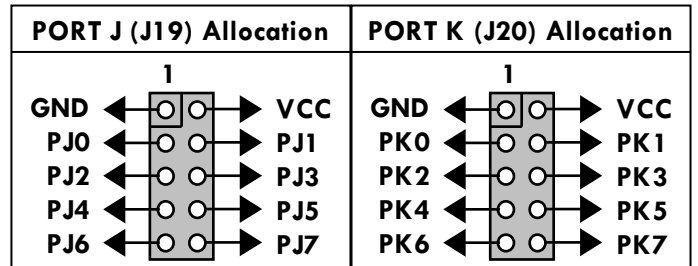 PORT J (J19) Allocation PORT K (J20) Allocation
1 1
GND VCC GND VCC
PJ0 PJ1 PK0 PK1
PJ2 PJ3 PK2 PK3
PJ4 PJ5 PK4 PK5
PJ6 PJ7 PK6 PK7